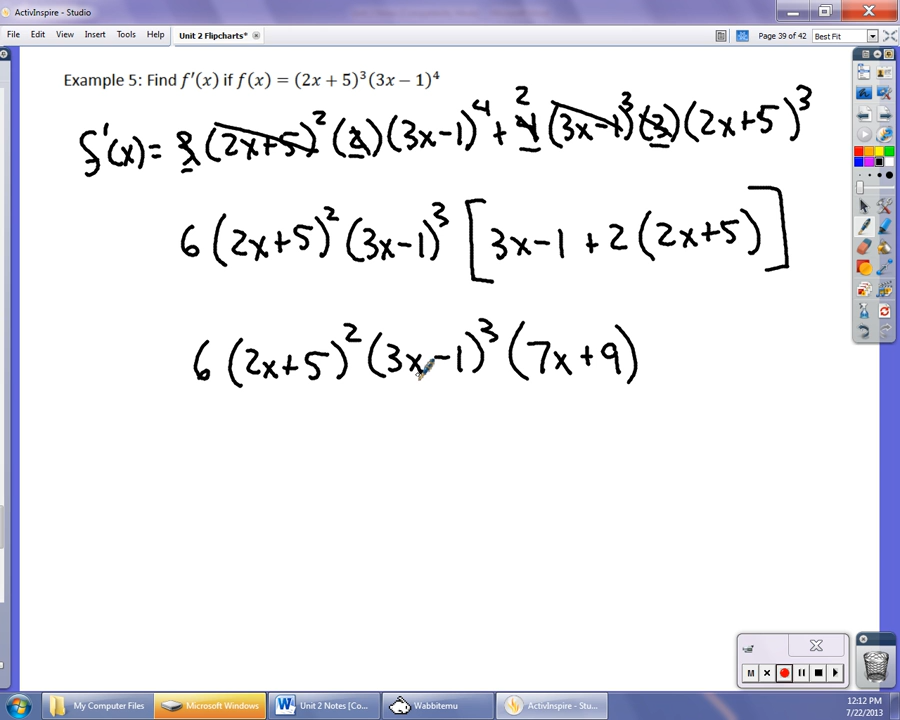 ActivInspire - Studio
File Edit View Insert Tools Help Unit 2 Flipcharts* Page 39 of 42 Best Fit
Example 5: Find f′(x) if f(x) = (2x + 5)³(3x − 1)⁴
f'(x) = 3(2x+5)²(2)(3x-1)⁴ + 4 2 (3x-1)³(3)(2x+5)³
6(2x+5)²(3x-1)³[3x-1+2(2x+5)]
6(2x+5)²(3x-1)³(7x+9)
M
My Computer Files Microsoft Windows Unit 2 Notes [Co... Wabbitemu ActivInspire - Stu...
12:12 PM
7/22/2013